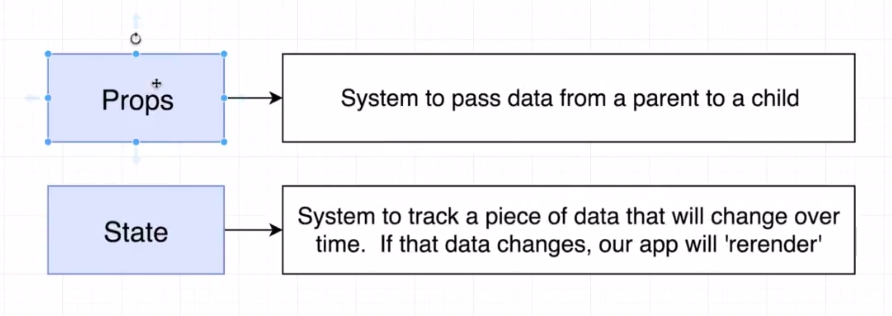 Props
System to pass data from a parent to a child
State
System to track a piece of data that will change over
time.  If that data changes, our app will 'rerender'